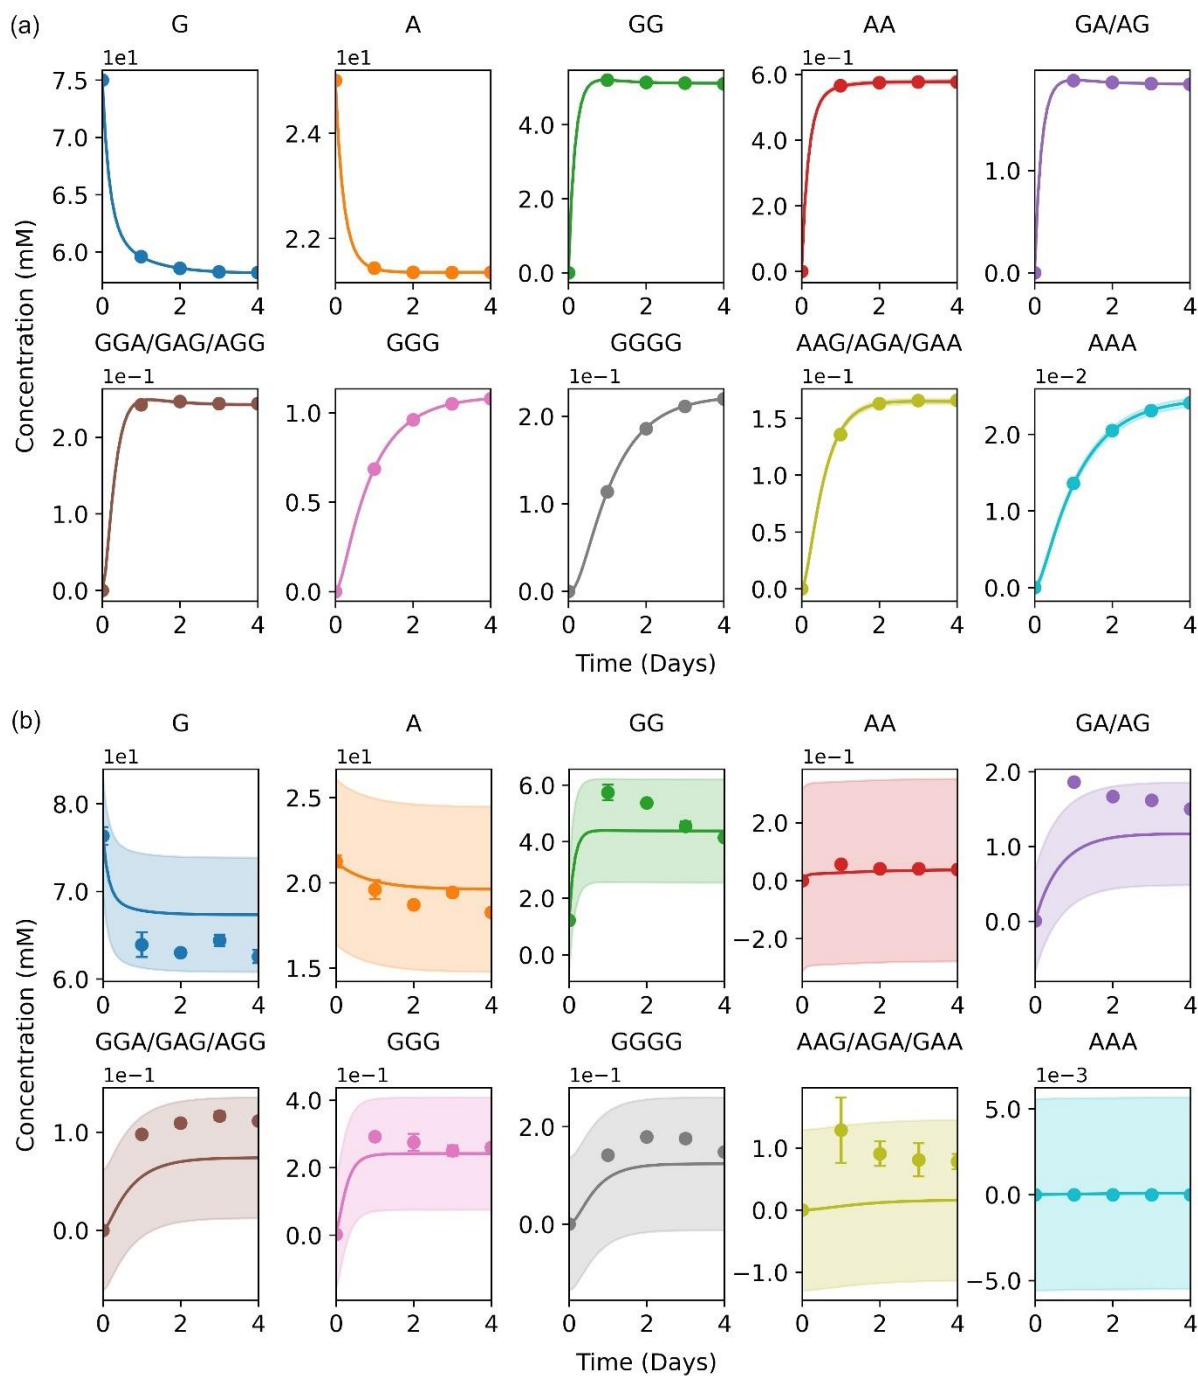 (a)
G A GG AA GA/AG
1e1 1e1 1e−1
7.5 7.0 6.5 6.0
2.4 2.2
4.0 2.0 0.0
6.0 4.0 2.0 0.0
1.0 0.0
0 2 4 0 2 4 0 2 4 0 2 4 0 2 4
Concentration (mM)
GGA/GAG/AGG GGG GGGG AAG/AGA/GAA AAA
1e−1 1e−1 1e−1 1e−2
2.0 1.0 0.0
1.0 0.5 0.0
2.0 1.0 0.0
1.5 1.0 0.5 0.0
2.0 1.0 0.0
0 2 4 0 2 4 0 2 4 0 2 4 0 2 4
Time (Days)
(b)
G A GG AA GA/AG
1e1 1e1 1e−1
8.0 7.0 6.0
2.5 2.0 1.5
6.0 4.0 2.0 0.0
2.0 0.0 −2.0
2.0 1.0 0.0
0 2 4 0 2 4 0 2 4 0 2 4 0 2 4
Concentration (mM)
GGA/GAG/AGG GGG GGGG AAG/AGA/GAA AAA
1e−1 1e−1 1e−1 1e−3
1.0 0.0
4.0 2.0 0.0
2.0 0.0
1.0 0.0 −1.0
5.0 0.0 −5.0
0 2 4 0 2 4 0 2 4 0 2 4 0 2 4
Time (Days)